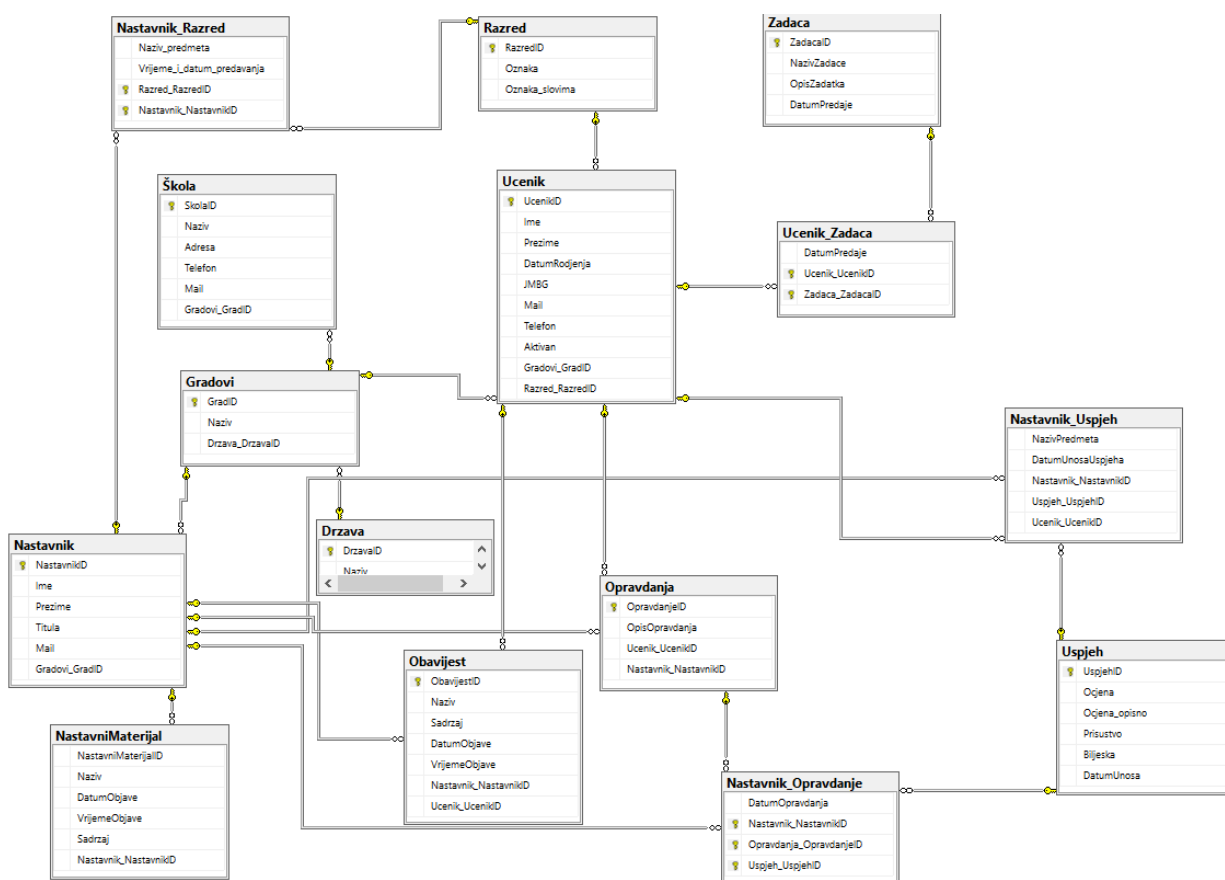 Nastavnik_Razred
Naziv_predmeta
Vrijeme_i_datum_predavanja
Razred_RazredID
Nastavnik_NastavnikID
Razred
RazredID
Oznaka
Oznaka_slovima
Zadaca
ZadacaID
NazivZadace
OpisZadatka
DatumPredaje
Škola
SkolaID
Naziv
Adresa
Telefon
Mail
Gradovi_GradID
Ucenik
UcenikID
Ime
Prezime
DatumRodjenja
JMBG
Mail
Telefon
Aktivan
Gradovi_GradID
Razred_RazredID
Ucenik_Zadaca
DatumPredaje
Ucenik_UcenikID
Zadaca_ZadacaID
Gradovi
GradID
Naziv
Drzava_DrzavaID
Nastavnik_Uspjeh
NazivPredmeta
DatumUnosaUspjeha
Nastavnik_NastavnikID
Uspjeh_UspjehID
Ucenik_UcenikID
Nastavnik
NastavnikID
Ime
Prezime
Titula
Mail
Gradovi_GradID
Drzava
DrzavaID
Naziv
Opravdanja
OpravdanjeID
OpisOpravdanja
Ucenik_UcenikID
Nastavnik_NastavnikID
Obavijest
ObavijestID
Naziv
Sadrzaj
DatumObjave
VrijemeObjave
Nastavnik_NastavnikID
Ucenik_UcenikID
Uspjeh
UspjehID
Ocjena
Ocjena_opisno
Prisustvo
Biljeska
DatumUnosa
NastavniMaterijal
NastavniMaterijalID
Naziv
DatumObjave
VrijemeObjave
Sadrzaj
Nastavnik_NastavnikID
Nastavnik_Opravdanje
DatumOpravdanja
Nastavnik_NastavnikID
Opravdanja_OpravdanjeID
Uspjeh_UspjehID